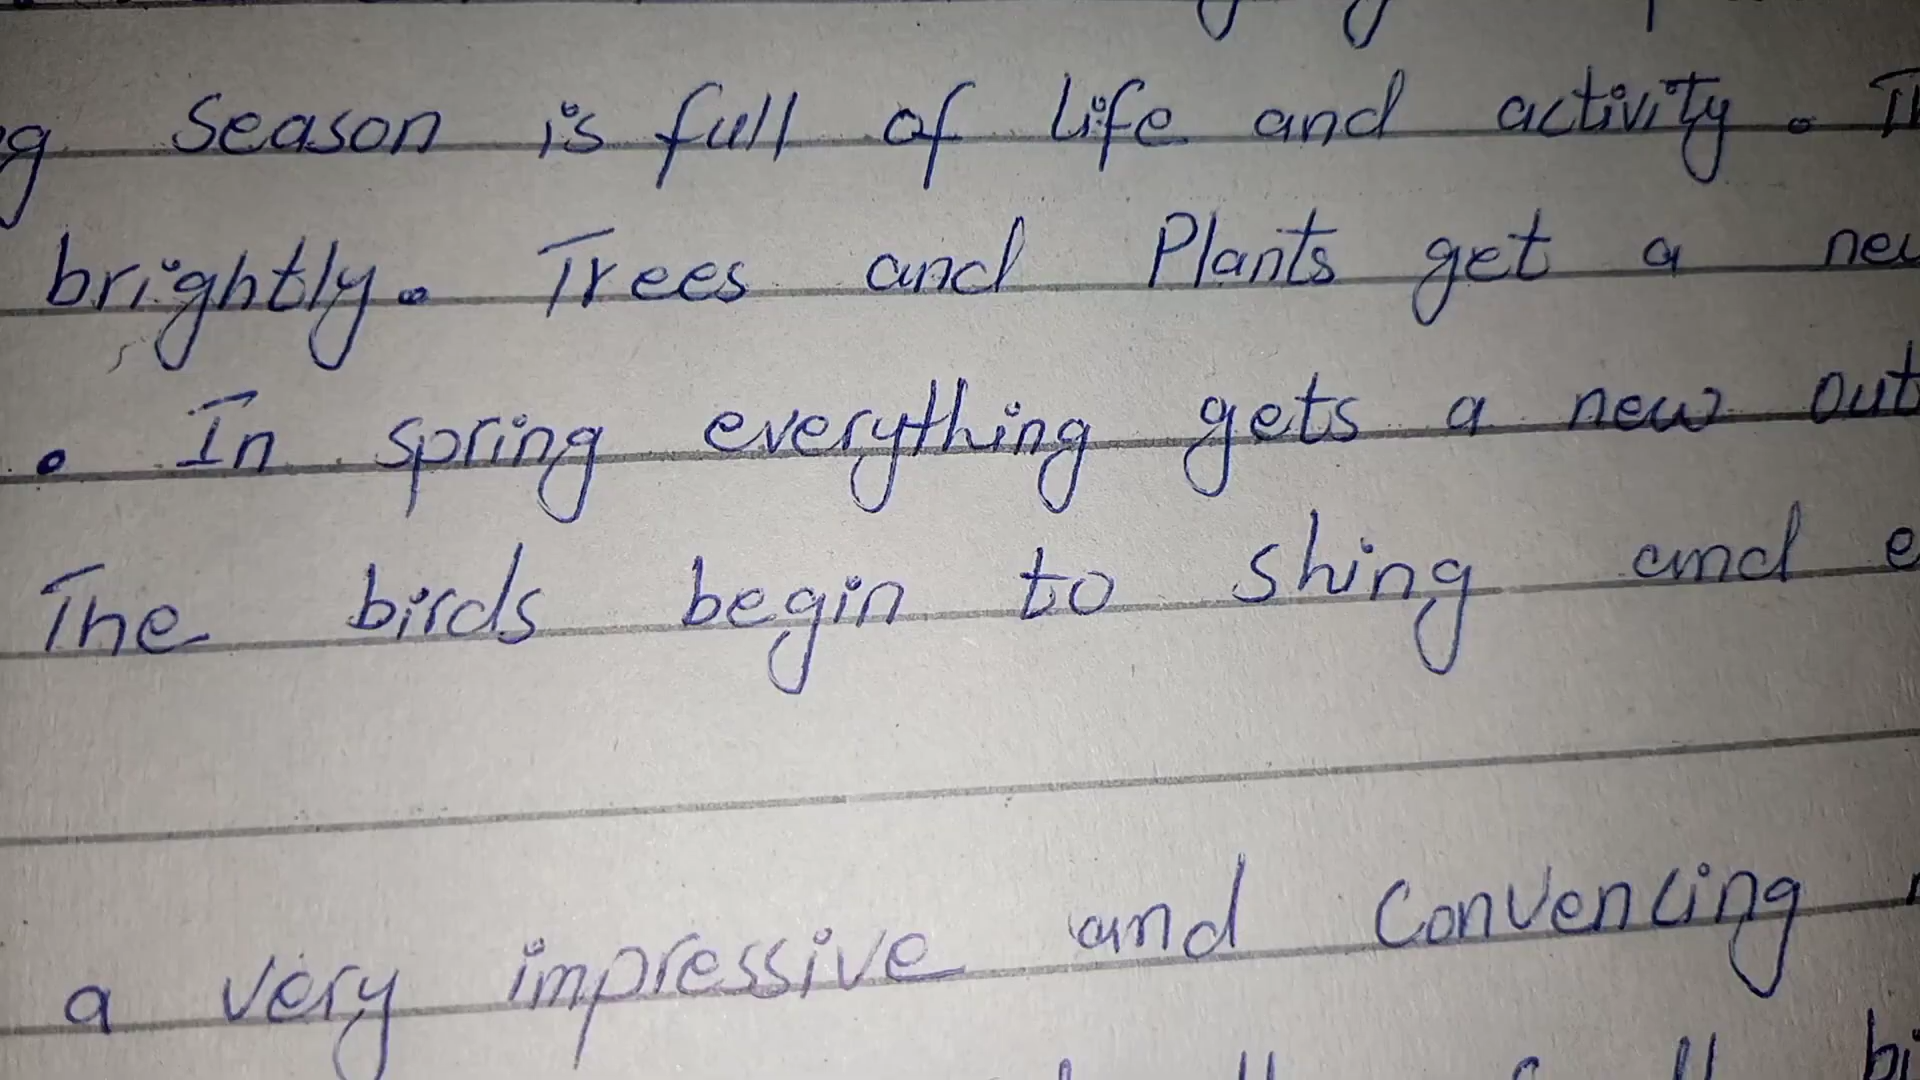 season is full of life and activity.
brightly. Trees and Plants get a
. In spring everything gets a new
The birds begin to shing and
a very impressive and Convencing